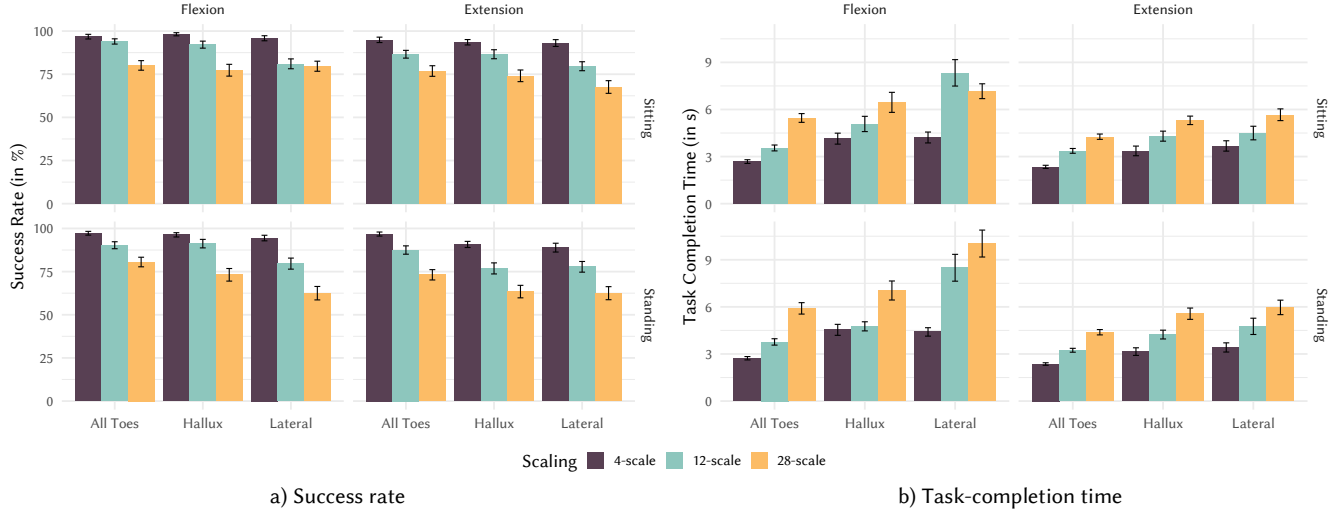 Flexion Extension
Success Rate (in %)
100
75
50
25
0
Sitting
100
75
50
25
0
Standing
All Toes Hallux Lateral All Toes Hallux Lateral
Flexion Extension
Task Completion Time (in s)
9
6
3
0
Sitting
9
6
3
0
Standing
All Toes Hallux Lateral All Toes Hallux Lateral
Scaling 4-scale 12-scale 28-scale
a) Success rate
b) Task-completion time